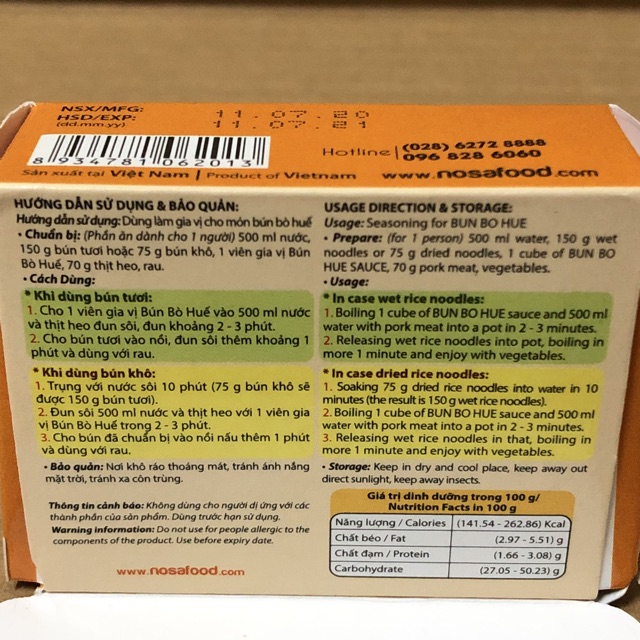 NSX/MFG: 11.07.20
HSD/EXP: 11.07.21
(dd.mm.yy)
8 934781 062013
Hotline (028) 6272 8888
096 828 6060
Sản xuất tại Việt Nam | Product of Vietnam
www.nosafood.com
HƯỚNG DẪN SỬ DỤNG & BẢO QUẢN:
Hướng dẫn sử dụng: Dùng làm gia vị cho món bún bò huế
• Chuẩn bị: (Phần ăn dành cho 1 người) 500 ml nước,
150 g bún tươi hoặc 75 g bún khô, 1 viên gia vị Bún
Bò Huế, 70 g thịt heo, rau.
• Cách Dùng:
* Khi dùng bún tươi:
1. Cho 1 viên gia vị Bún Bò Huế vào 500 ml nước
và thịt heo đun sôi, đun khoảng 2 - 3 phút.
2. Cho bún tươi vào nồi, đun sôi thêm khoảng 1
phút và dùng với rau.
* Khi dùng bún khô:
1. Trụng với nước sôi 10 phút (75 g bún khô sẽ
được 150 g bún tươi).
2. Đun sôi 500 ml nước và thịt heo với 1 viên gia
vị Bún Bò Huế trong 2 - 3 phút.
3. Cho bún đã chuẩn bị vào nồi nấu thêm 1 phút
và dùng với rau.
• Bảo quản: Nơi khô ráo thoáng mát, tránh ánh nắng
mặt trời, tránh xa côn trùng.
Thông tin cảnh báo: Không dùng cho người dị ứng với các
thành phần của sản phẩm. Dùng trước hạn sử dụng.
Warning information: Do not use for people allergic to the
components of the product. Use before expiry date.
www.nosafood.com
USAGE DIRECTION & STORAGE:
Usage: Seasoning for BUN BO HUE
• Prepare: (for 1 person) 500 ml water, 150 g wet
noodles or 75 g dried noodles, 1 cube of BUN BO
HUE SAUCE, 70 g pork meat, vegetables.
• Usage:
* In case wet rice noodles:
1. Boiling 1 cube of BUN BO HUE sauce and 500 ml
water with pork meat into a pot in 2 - 3 minutes.
2. Releasing wet rice noodles into pot, boiling in
more 1 minute and enjoy with vegetables.
* In case dried rice noodles:
1. Soaking 75 g dried rice noodles into water in 10
minutes (the result is 150 g wet rice noodles).
2. Boiling 1 cube of BUN BO HUE sauce and 500 ml
water with pork meat into a pot in 2 - 3 minutes.
3. Releasing wet rice noodles in that, boiling in
more 1 minute and enjoy with vegetables.
• Storage: Keep in dry and cool place, keep away out
direct sunlight, keep away insects.
Giá trị dinh dưỡng trong 100 g/
Nutrition Facts in 100 g
Năng lượng / Calories (141.54 - 262.86) Kcal
Chất béo / Fat (2.97 - 5.51) g
Chất đạm / Protein (1.66 - 3.08) g
Carbohydrate (27.05 - 50.23) g